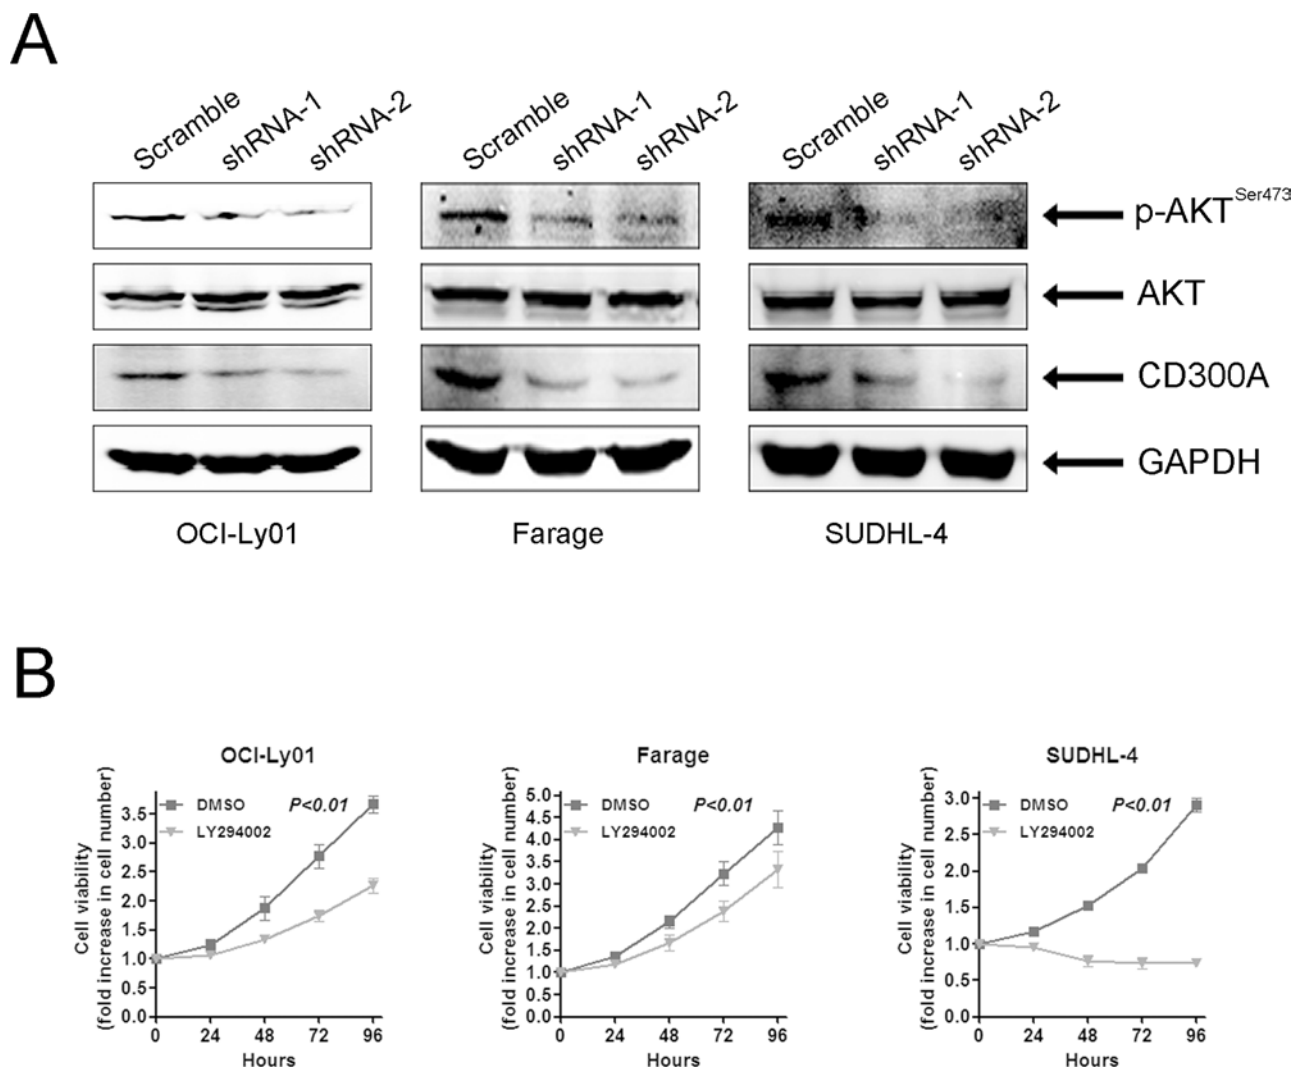 A
Scramble shRNA-1 shRNA-2 Scramble shRNA-1 shRNA-2 Scramble shRNA-1 shRNA-2
p-AKT^Ser473
AKT
CD300A
GAPDH
OCI-Ly01 Farage SUDHL-4
B
OCI-Ly01
Cell viability
(fold increase in cell number)
DMSO P<0.01
LY294002
3.5
3.0
2.5
2.0
1.5
1.0
0.5
0.0
0 24 48 72 96
Hours
Farage
Cell viability
(fold increase in cell number)
DMSO P<0.01
LY294002
5.0
4.5
4.0
3.5
3.0
2.5
2.0
1.5
1.0
0.5
0.0
0 24 48 72 96
Hours
SUDHL-4
Cell viability
(fold increase in cell number)
DMSO P<0.01
LY294002
3.0
2.5
2.0
1.5
1.0
0.5
0.0
0 24 48 72 96
Hours